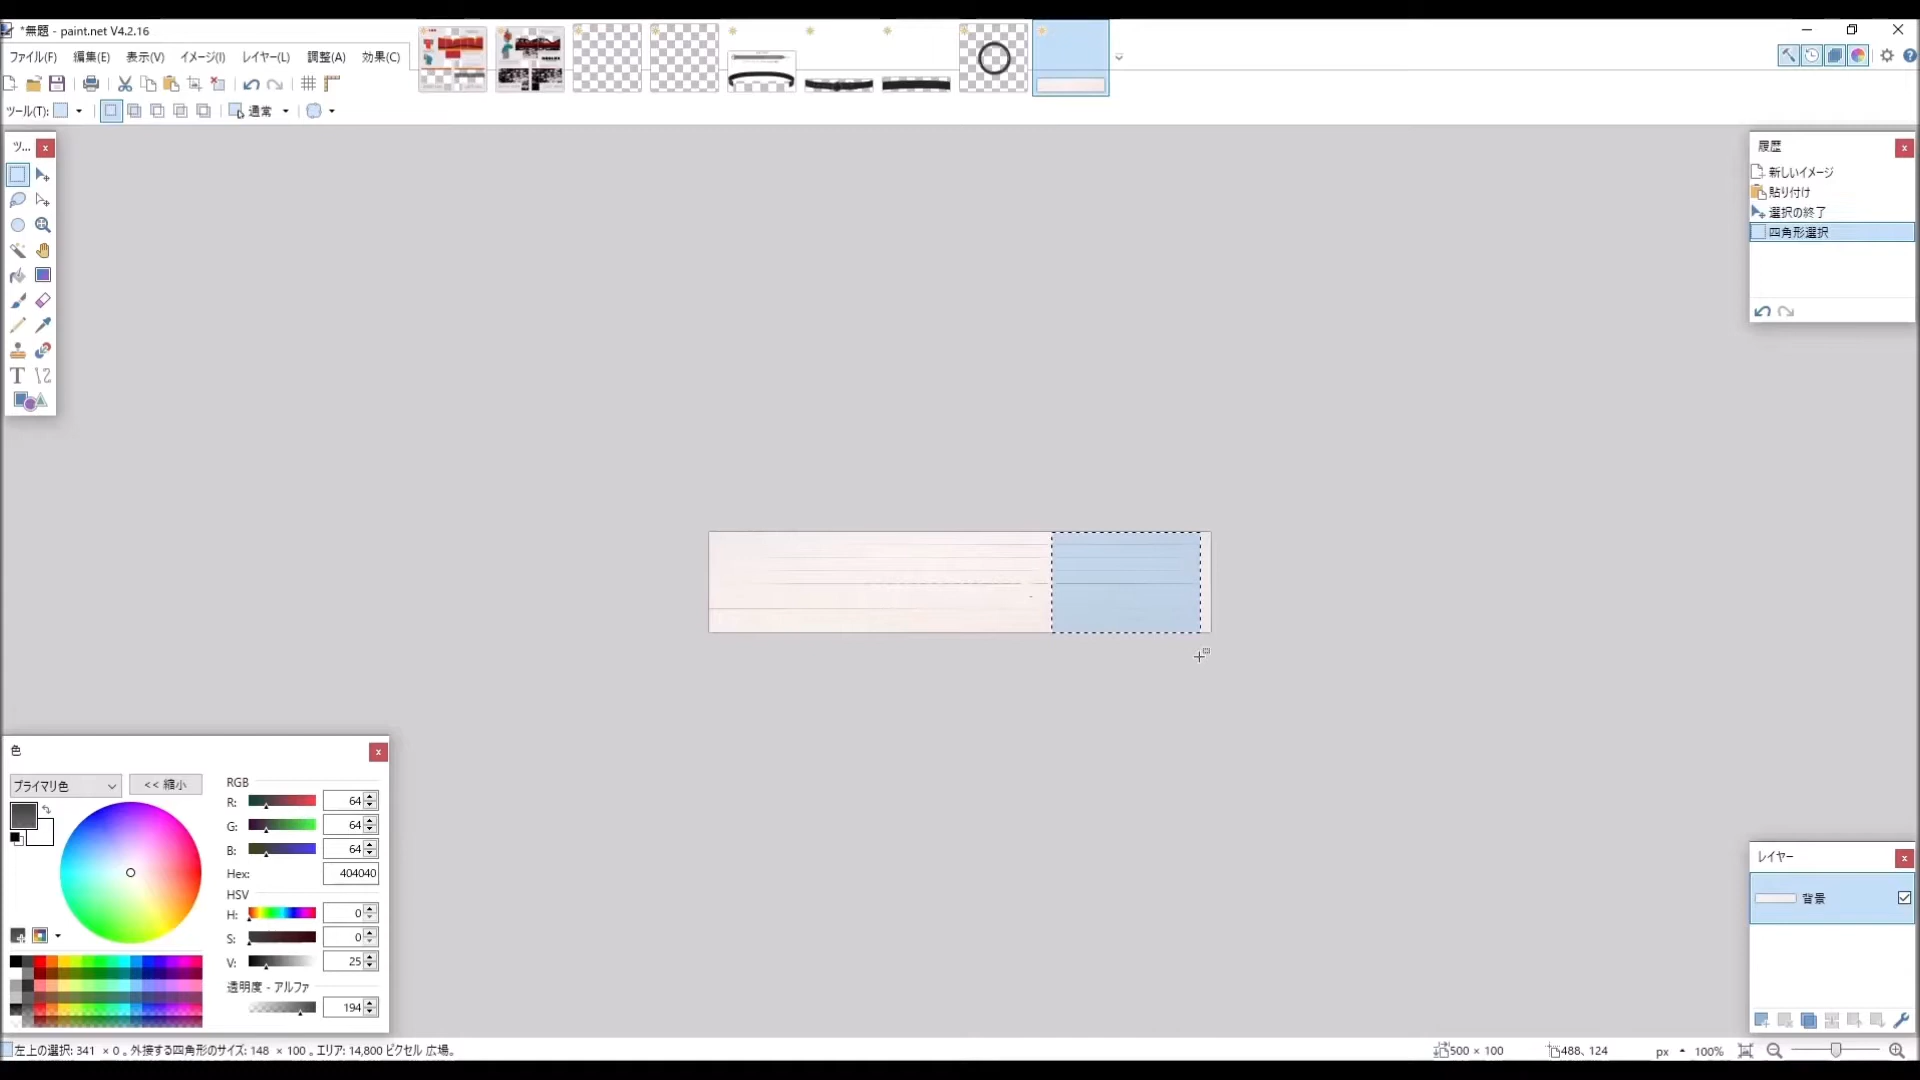 *無題 - paint.net V4.2.16
ファイル(F) 編集(E) 表示(V) イメージ(I) レイヤー(L) 調整(A) 効果(C)
ツール(T): 通常
ツ...
履歴
新しいイメージ
貼り付け
選択の終了
四角形選択
色
プライマリ色
<< 縮小
RGB
R: 64
G: 64
B: 64
Hex: 404040
HSV
H: 0
S: 0
V: 25
透明度 - アルファ
194
レイヤー
背景
左上の選択: 341 × 0 。外接する四角形のサイズ: 148 × 100 。エリア: 14,800 ピクセル 広場。
500 × 100
488、124
px
100%